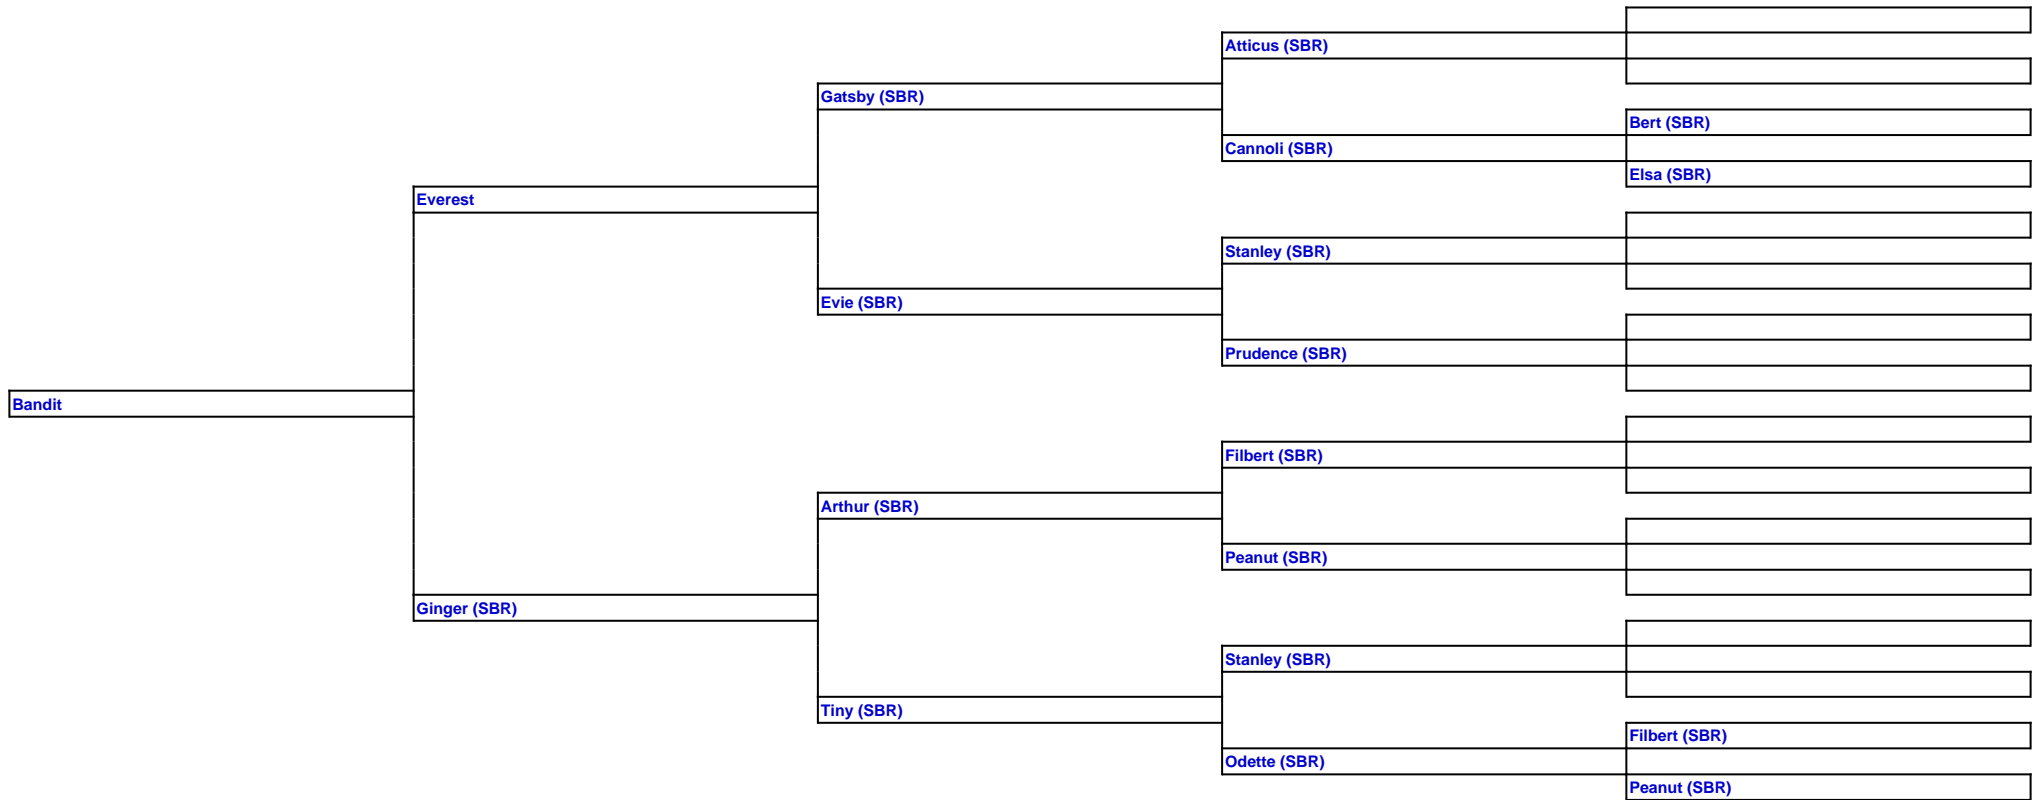 Atticus (SBR)
Gatsby (SBR)
Bert (SBR)
Cannoli (SBR)
Elsa (SBR)
Everest
Stanley (SBR)
Evie (SBR)
Prudence (SBR)
Bandit
Filbert (SBR)
Arthur (SBR)
Peanut (SBR)
Ginger (SBR)
Stanley (SBR)
Tiny (SBR)
Filbert (SBR)
Odette (SBR)
Peanut (SBR)